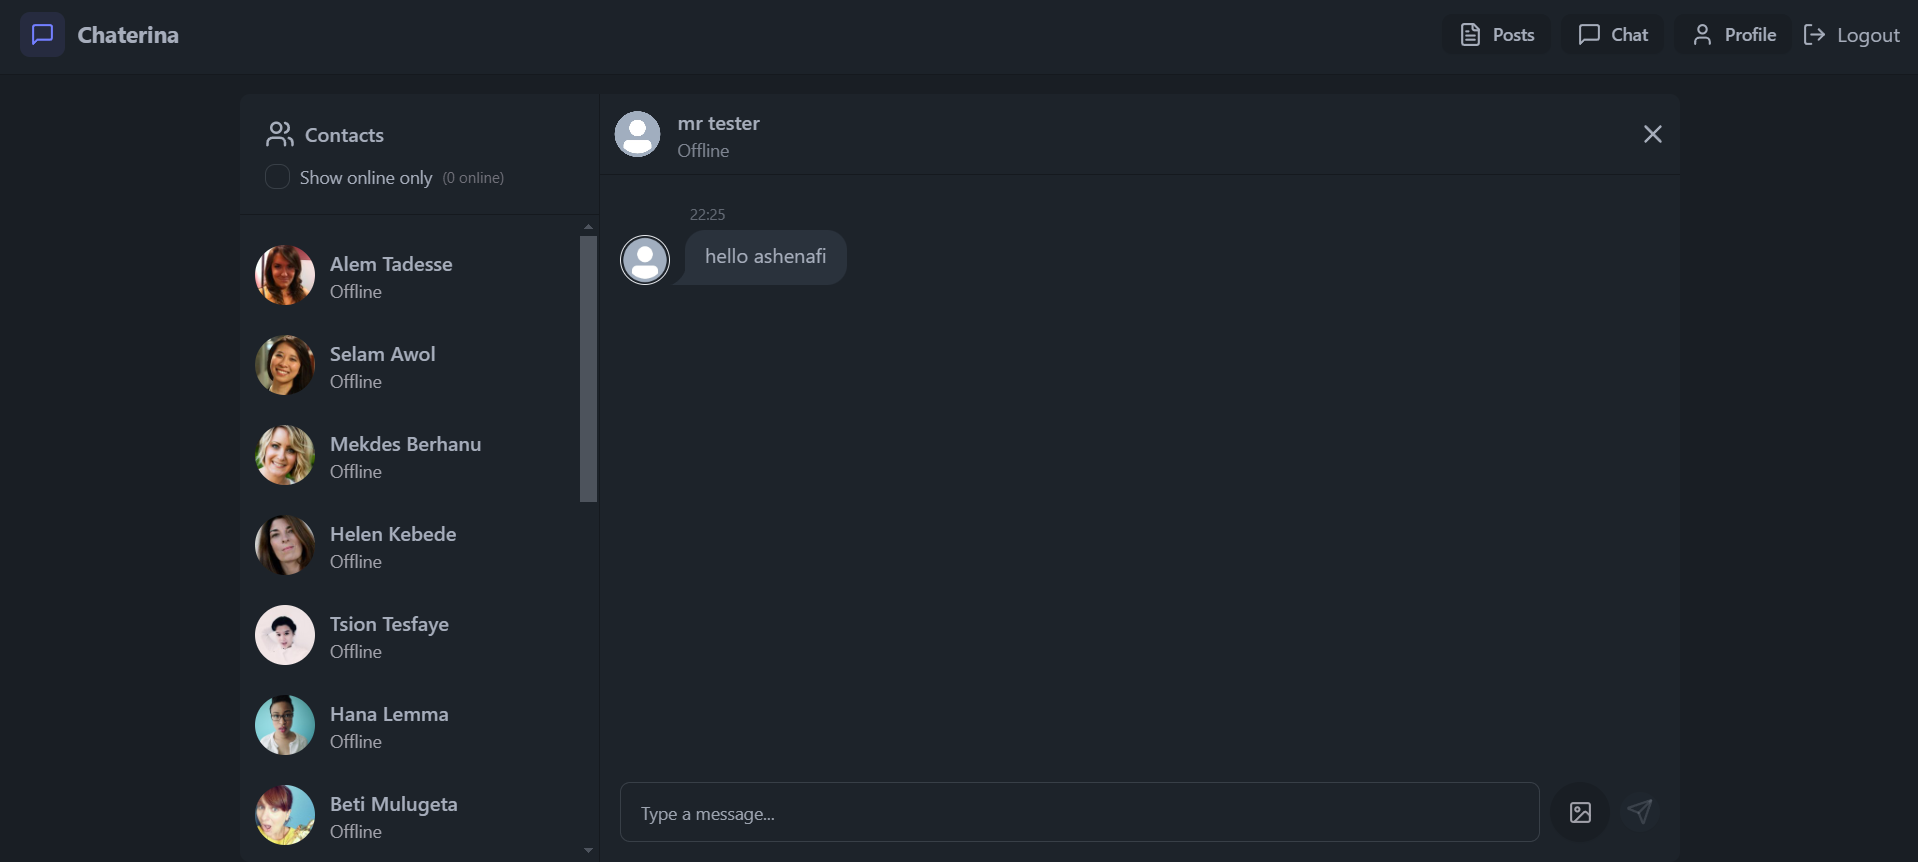 Chaterina
Posts
Chat
Profile
Logout
Contacts
Show online only (0 online)
Alem Tadesse
Offline
Selam Awol
Offline
Mekdes Berhanu
Offline
Helen Kebede
Offline
Tsion Tesfaye
Offline
Hana Lemma
Offline
Beti Mulugeta
Offline
mr tester
Offline
22:25
hello ashenafi
Type a message...